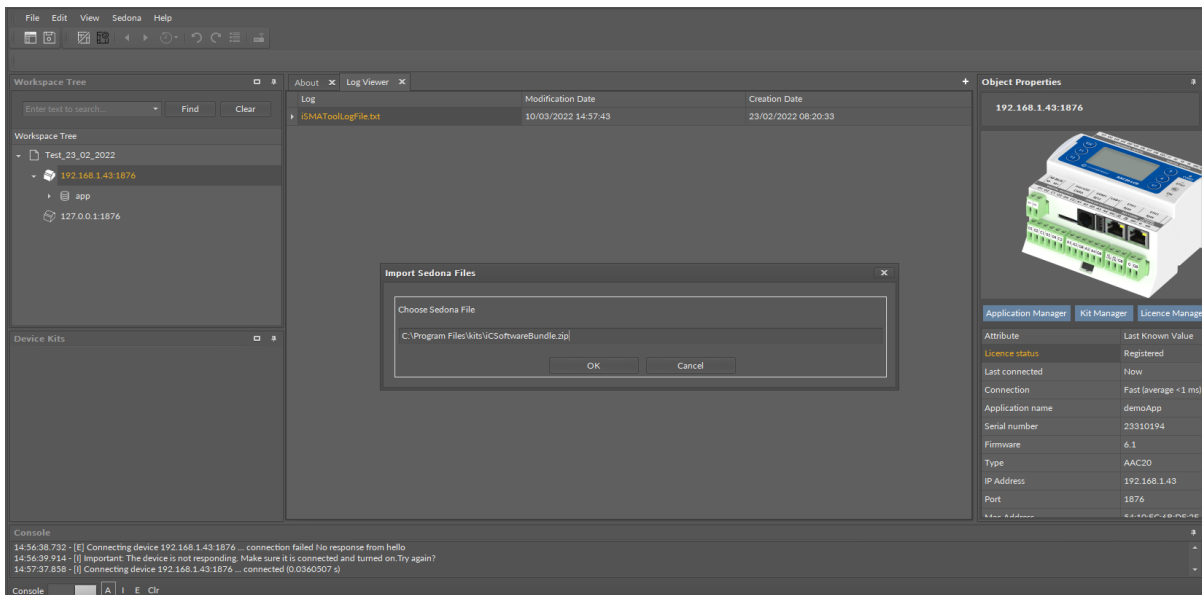 File Edit View Sedona Help
Workspace Tree
Enter text to search...
Find
Clear
Workspace Tree
Test_23_02_2022
192.168.1.43:1876
app
127.0.0.1:1876
Device Kits
About
Log Viewer
Log Modification Date Creation Date
iSMAToolLogFile.txt 10/03/2022 14:57:43 23/02/2022 08:20:33
Import Sedona Files
Choose Sedona File
C:\Program Files\kits\iCSoftwareBundle.zip
OK
Cancel
Object Properties
192.168.1.43:1876
Application Manager
Kit Manager
Licence Manage
Attribute Last Known Value
Licence status Registered
Last connected Now
Connection Fast (average <1 ms)
Application name demoApp
Serial number 23310194
Firmware 6.1
Type AAC20
IP Address 192.168.1.43
Port 1876
Console
14:56:38.732 - [E] Connecting device 192.168.1.43:1876 ... connection failed No response from hello
14:56:39.914 - [I] Important: The device is not responding. Make sure it is connected and turned on.Try again?
14:57:37.858 - [I] Connecting device 192.168.1.43:1876 ... connected (0.0360507 s)
Console
A I E Clr